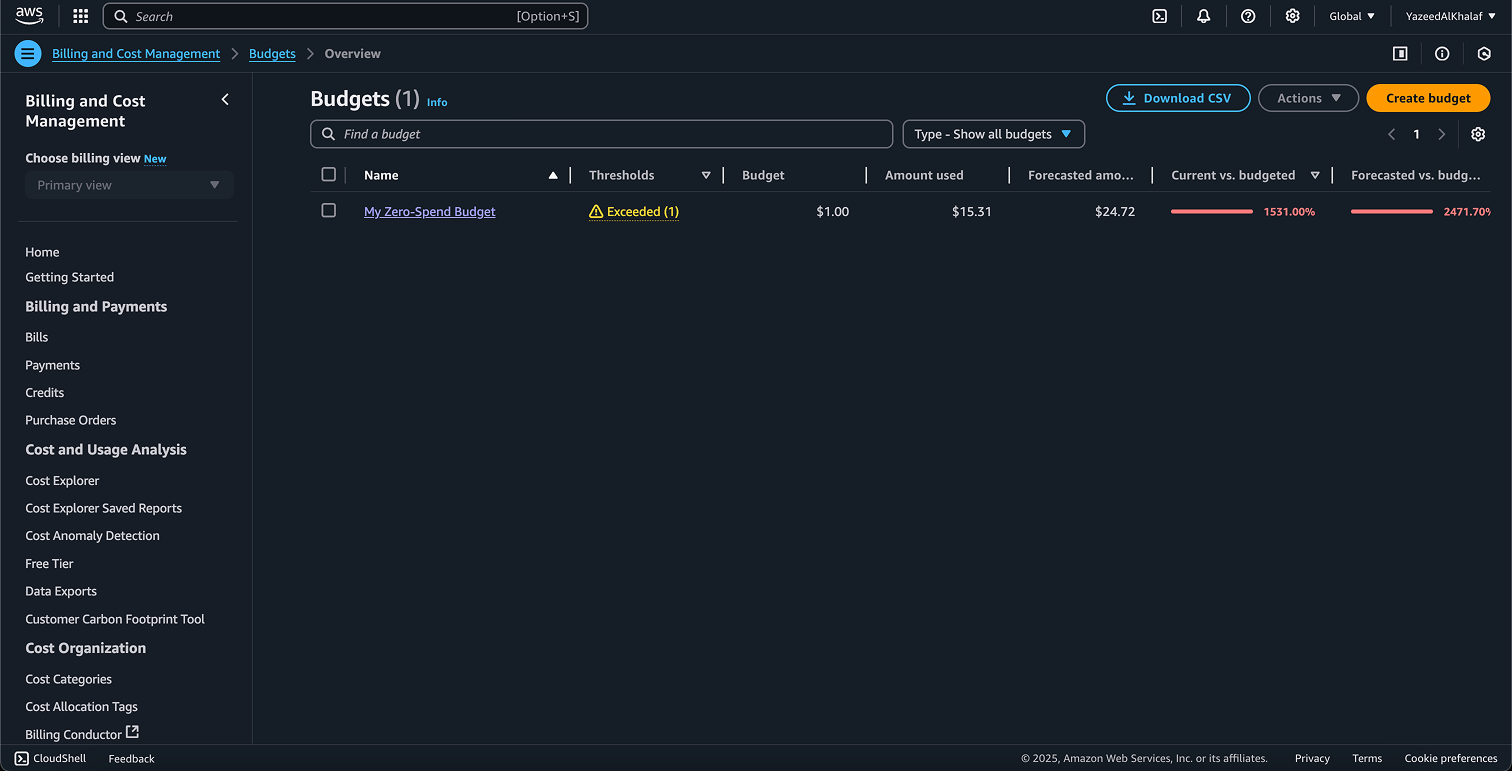 aws
Search [Option+S]
Global YazeedAlKhalaf
Billing and Cost Management Budgets Overview
Billing and Cost
Management
Choose billing view New
Primary view
Home
Getting Started
Billing and Payments
Bills
Payments
Credits
Purchase Orders
Cost and Usage Analysis
Cost Explorer
Cost Explorer Saved Reports
Cost Anomaly Detection
Free Tier
Data Exports
Customer Carbon Footprint Tool
Cost Organization
Cost Categories
Cost Allocation Tags
Billing Conductor
Budgets (1) Info
Download CSV Actions Create budget
Find a budget Type - Show all budgets 1
Name Thresholds Budget Amount used Forecasted amo... Current vs. budgeted Forecasted vs. budg...
My Zero-Spend Budget Exceeded (1) $1.00 $15.31 $24.72 1531.00% 2471.70%
CloudShell Feedback © 2025, Amazon Web Services, Inc. or its affiliates. Privacy Terms Cookie preferences